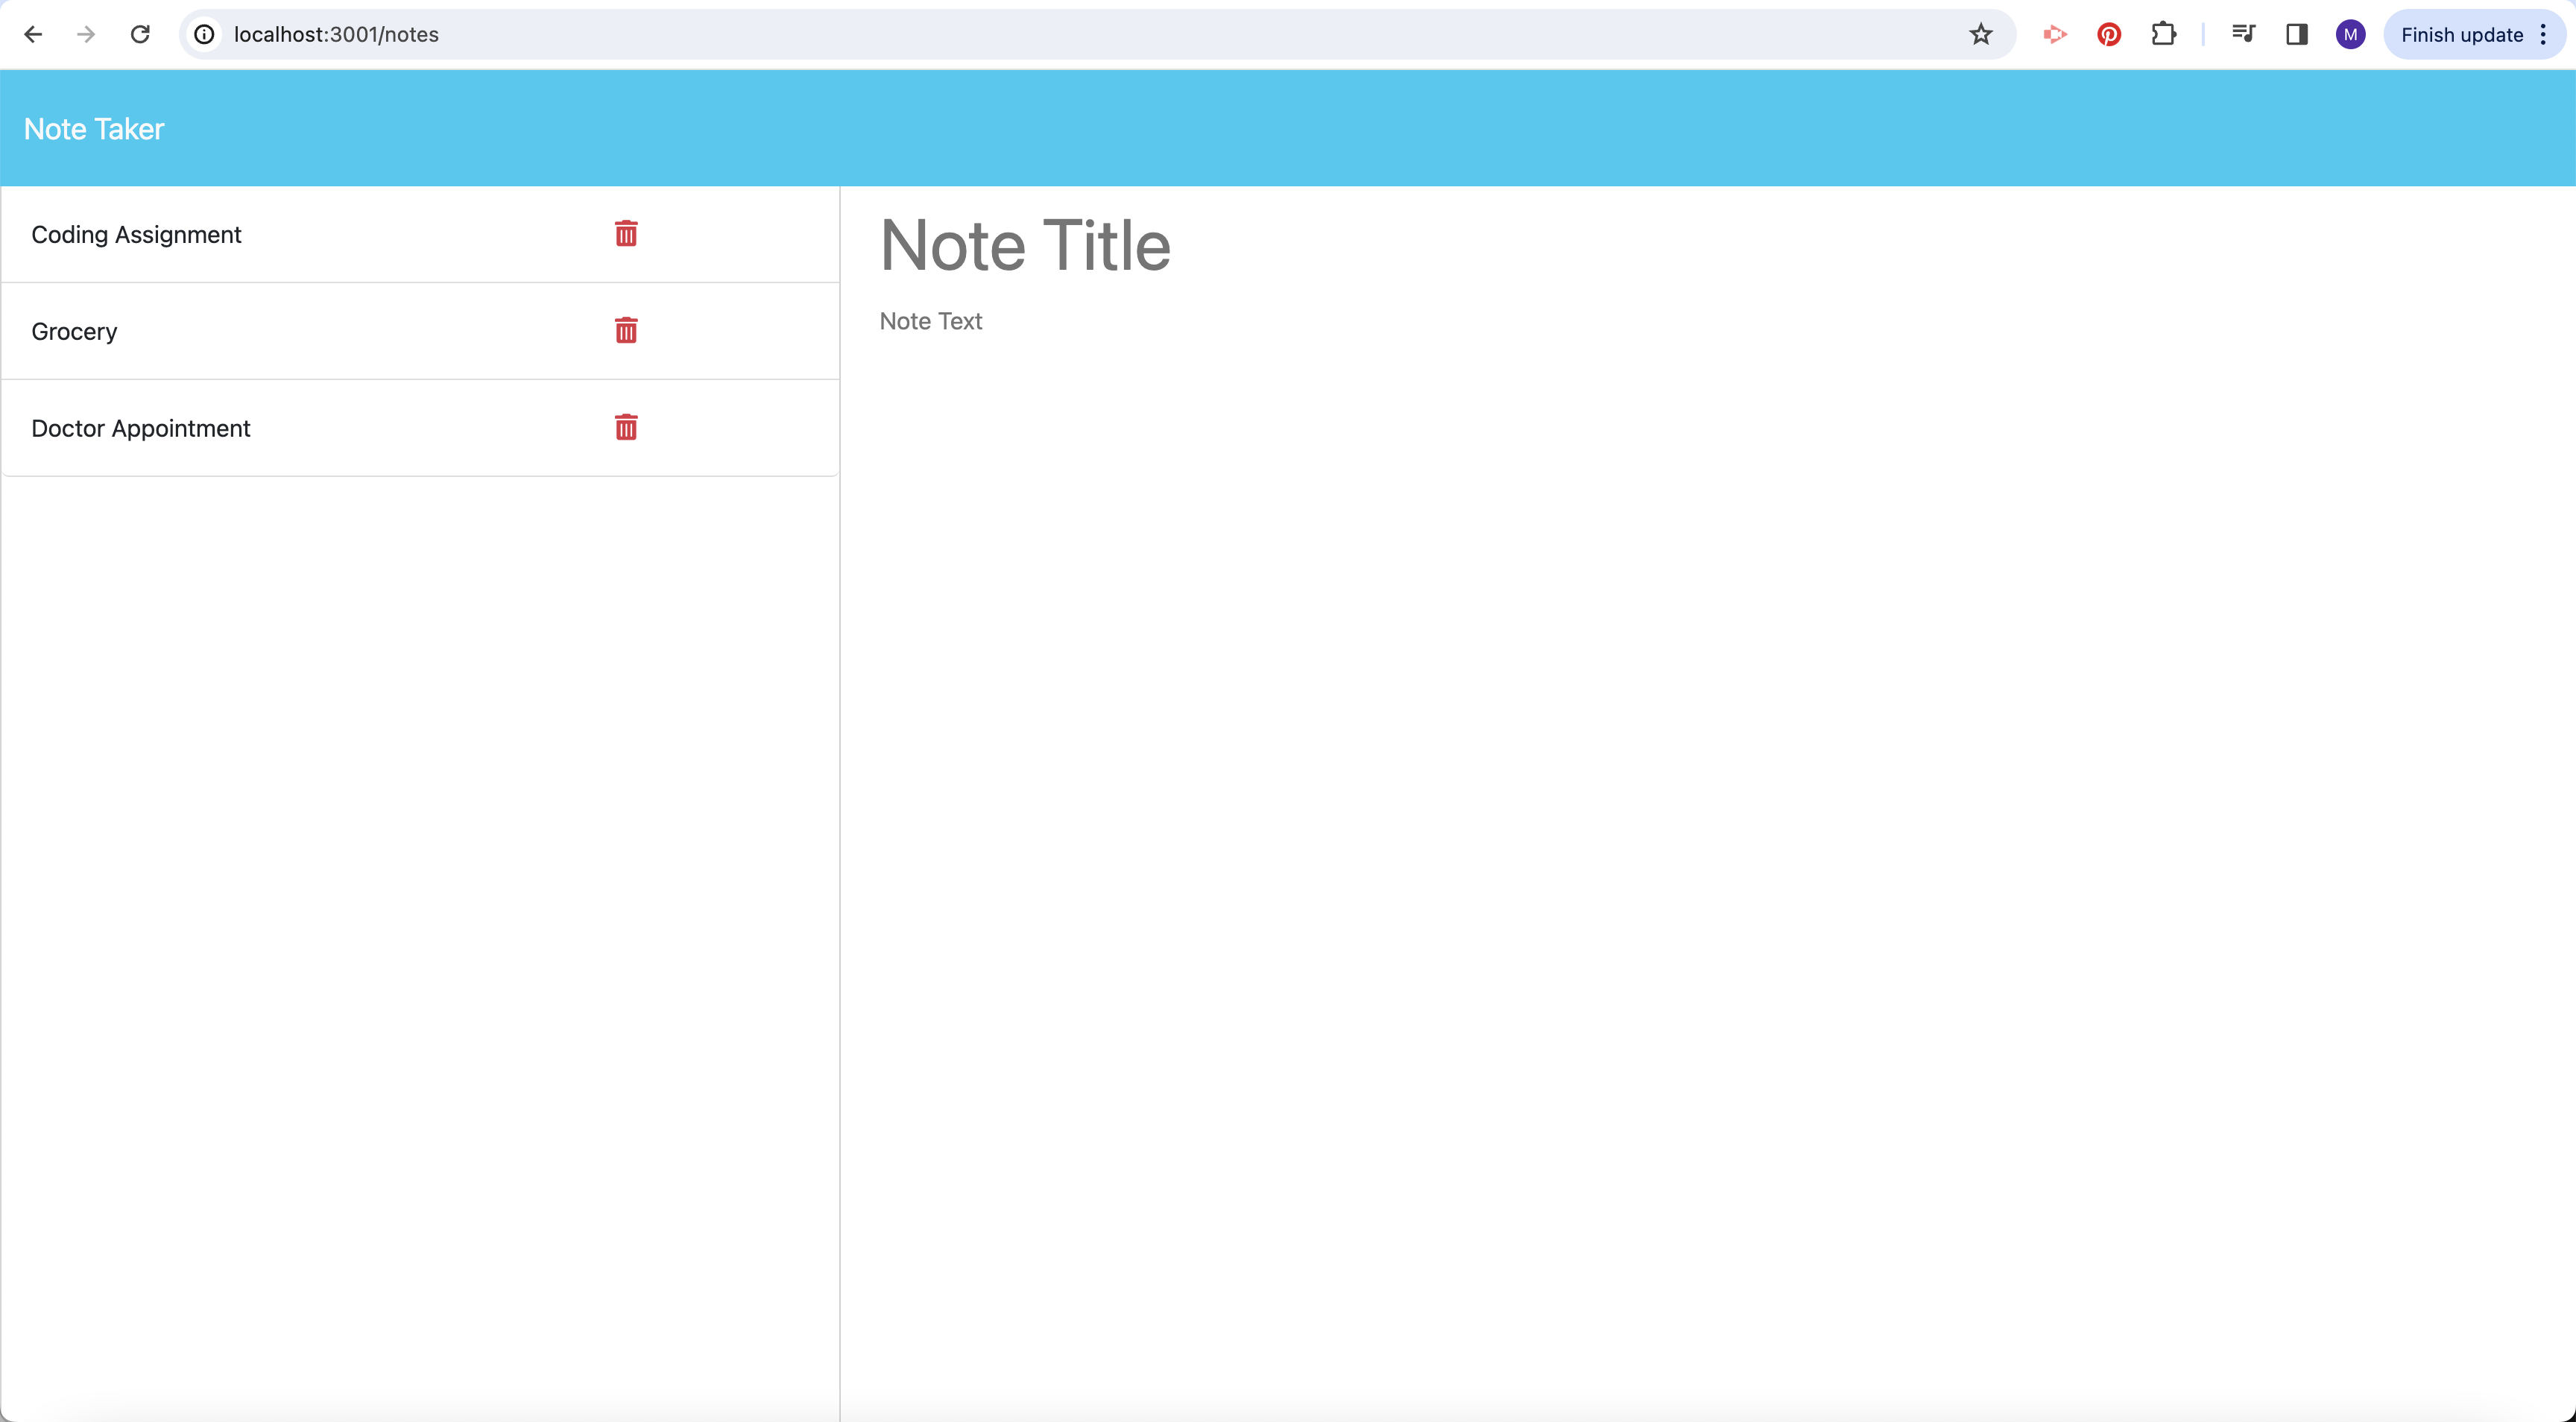 localhost:3001/notes
M
Finish update
Note Taker
Coding Assignment
Grocery
Doctor Appointment
Note Title
Note Text